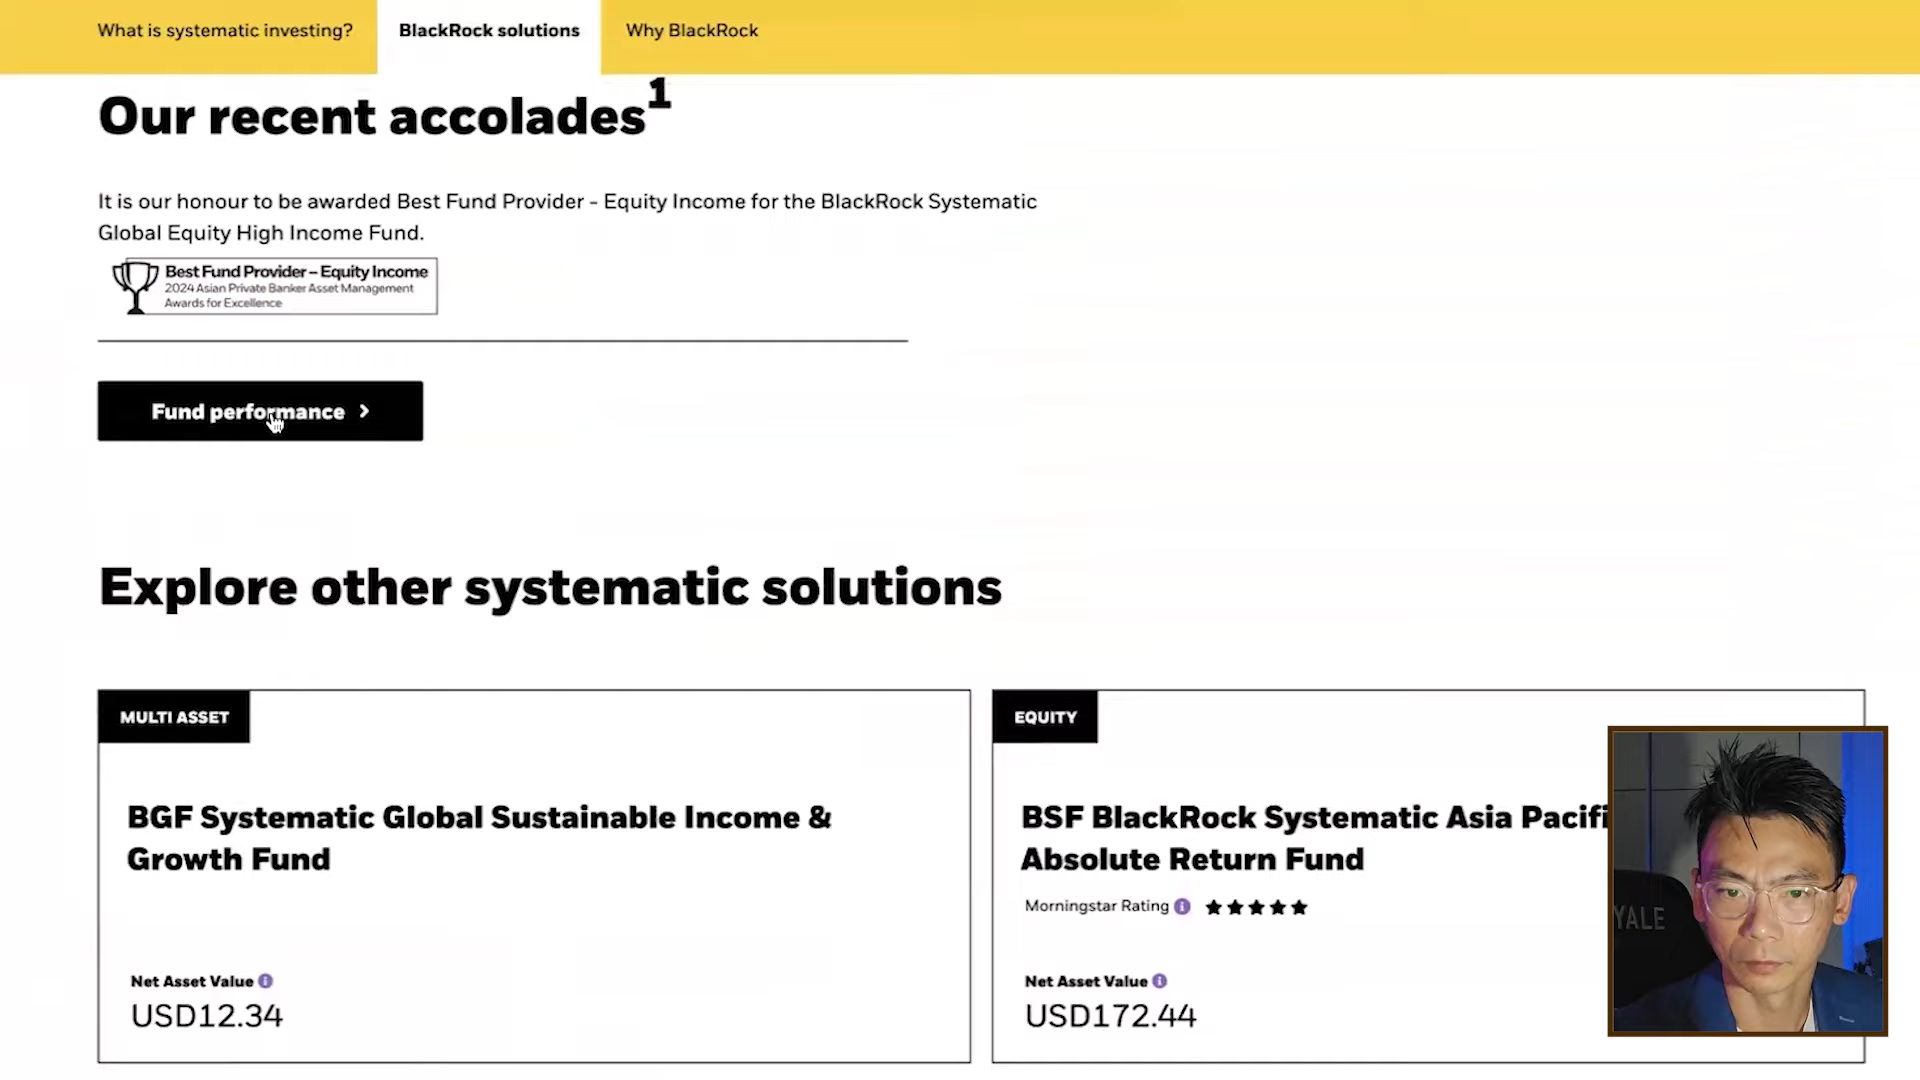 What is systematic investing?
BlackRock solutions
Why BlackRock
Our recent accolades1
It is our honour to be awarded Best Fund Provider - Equity Income for the BlackRock Systematic
Global Equity High Income Fund.
Best Fund Provider – Equity Income
2024 Asian Private Banker Asset Management
Awards for Excellence
Fund performance
Explore other systematic solutions
MULTI ASSET
BGF Systematic Global Sustainable Income &
Growth Fund
Net Asset Value
USD12.34
EQUITY
BSF BlackRock Systematic Asia Pacifi
Absolute Return Fund
Morningstar Rating
Net Asset Value
USD172.44
YALE